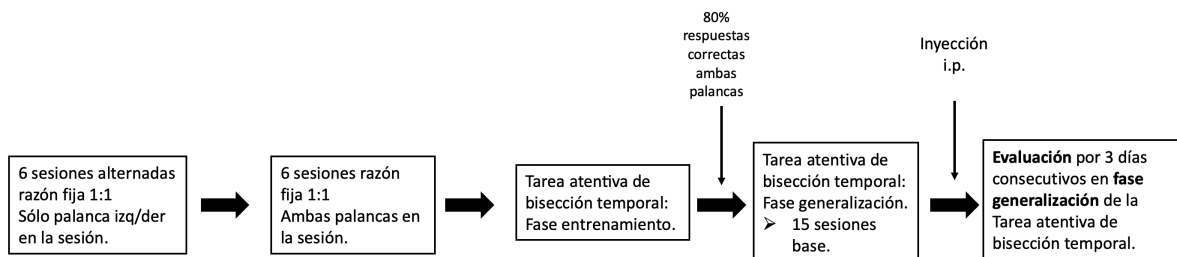 80%
respuestas
correctas
ambas
palancas
Inyección
i.p.
6 sesiones alternadas
razón fija 1:1
Sólo palanca izq/der
en la sesión.
6 sesiones razón
fija 1:1
Ambas palancas en
la sesión.
Tarea atentiva de
bisección temporal:
Fase entrenamiento.
Tarea atentiva de
bisección temporal:
Fase generalización.
➢ 15 sesiones
base.
Evaluación por 3 días
consecutivos en fase
generalización de la
Tarea atentiva de
bisección temporal.